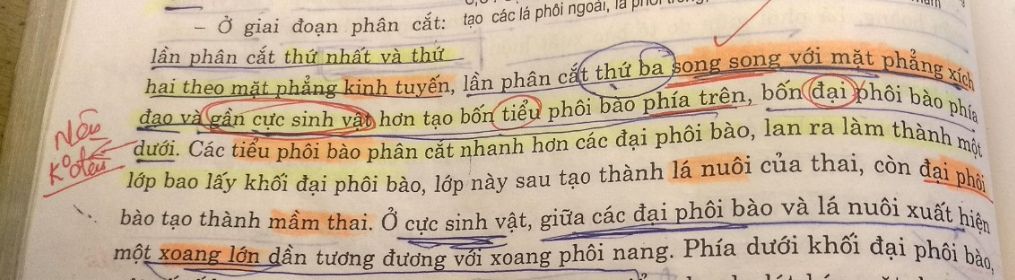 – Ở giai đoạn phân cắt: tạo các lá phôi ngoài, lá phôi
lần phân cắt thứ nhất và thứ
hai theo mặt phẳng kinh tuyến, lần phân cắt thứ ba song song với mặt phẳng xích
đạo và gần cực sinh vật hơn tạo bốn tiểu phôi bào phía trên, bốn đại phôi bào phía
Nên
K° đều
dưới. Các tiểu phôi bào phân cắt nhanh hơn các đại phôi bào, lan ra làm thành một
lớp bao lấy khối đại phôi bào, lớp này sau tạo thành lá nuôi của thai, còn đại phôi
bào tạo thành mầm thai. Ở cực sinh vật, giữa các đại phôi bào và lá nuôi xuất hiện
một xoang lớn dần tương đương với xoang phôi nang. Phía dưới khối đại phôi bào,